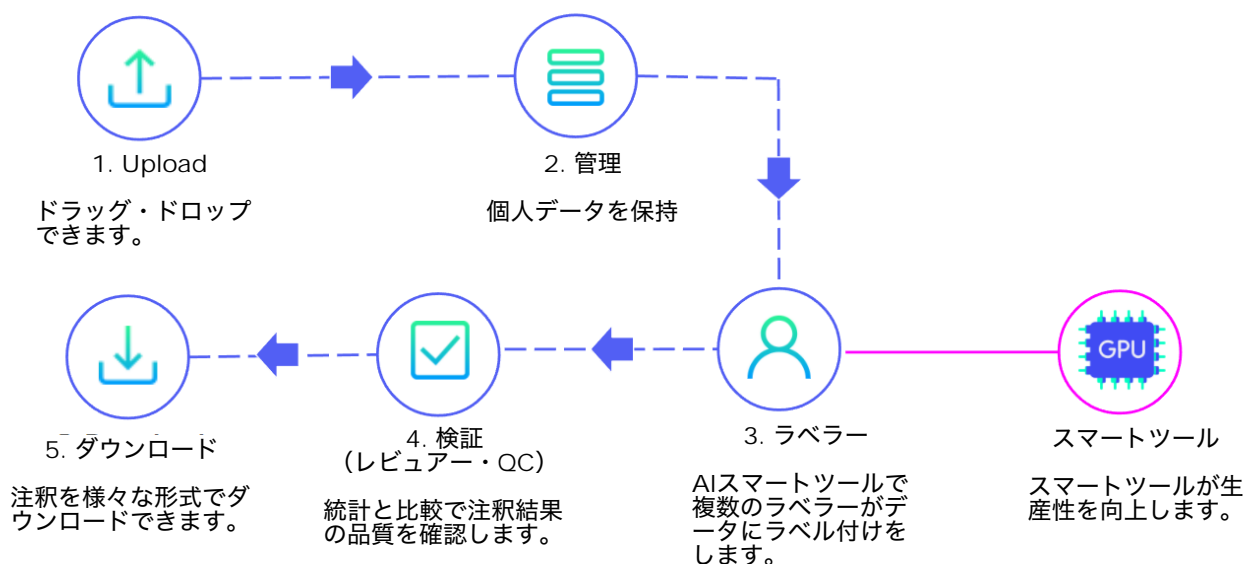 1. Upload
ドラッグ・ドロップ
できます。
2. 管理
個人データを保持
GPU
3. ラベラー
AIスマートツールで
複数のラベラーがデ
ータにラベル付けを
します。
スマートツール
スマートツールが生
産性を向上します。
4. 検証
（レビュアー・QC）
統計と比較で注釈結果
の品質を確認します。
5. ダウンロード
注釈を様々な形式でダ
ウンロードできます。